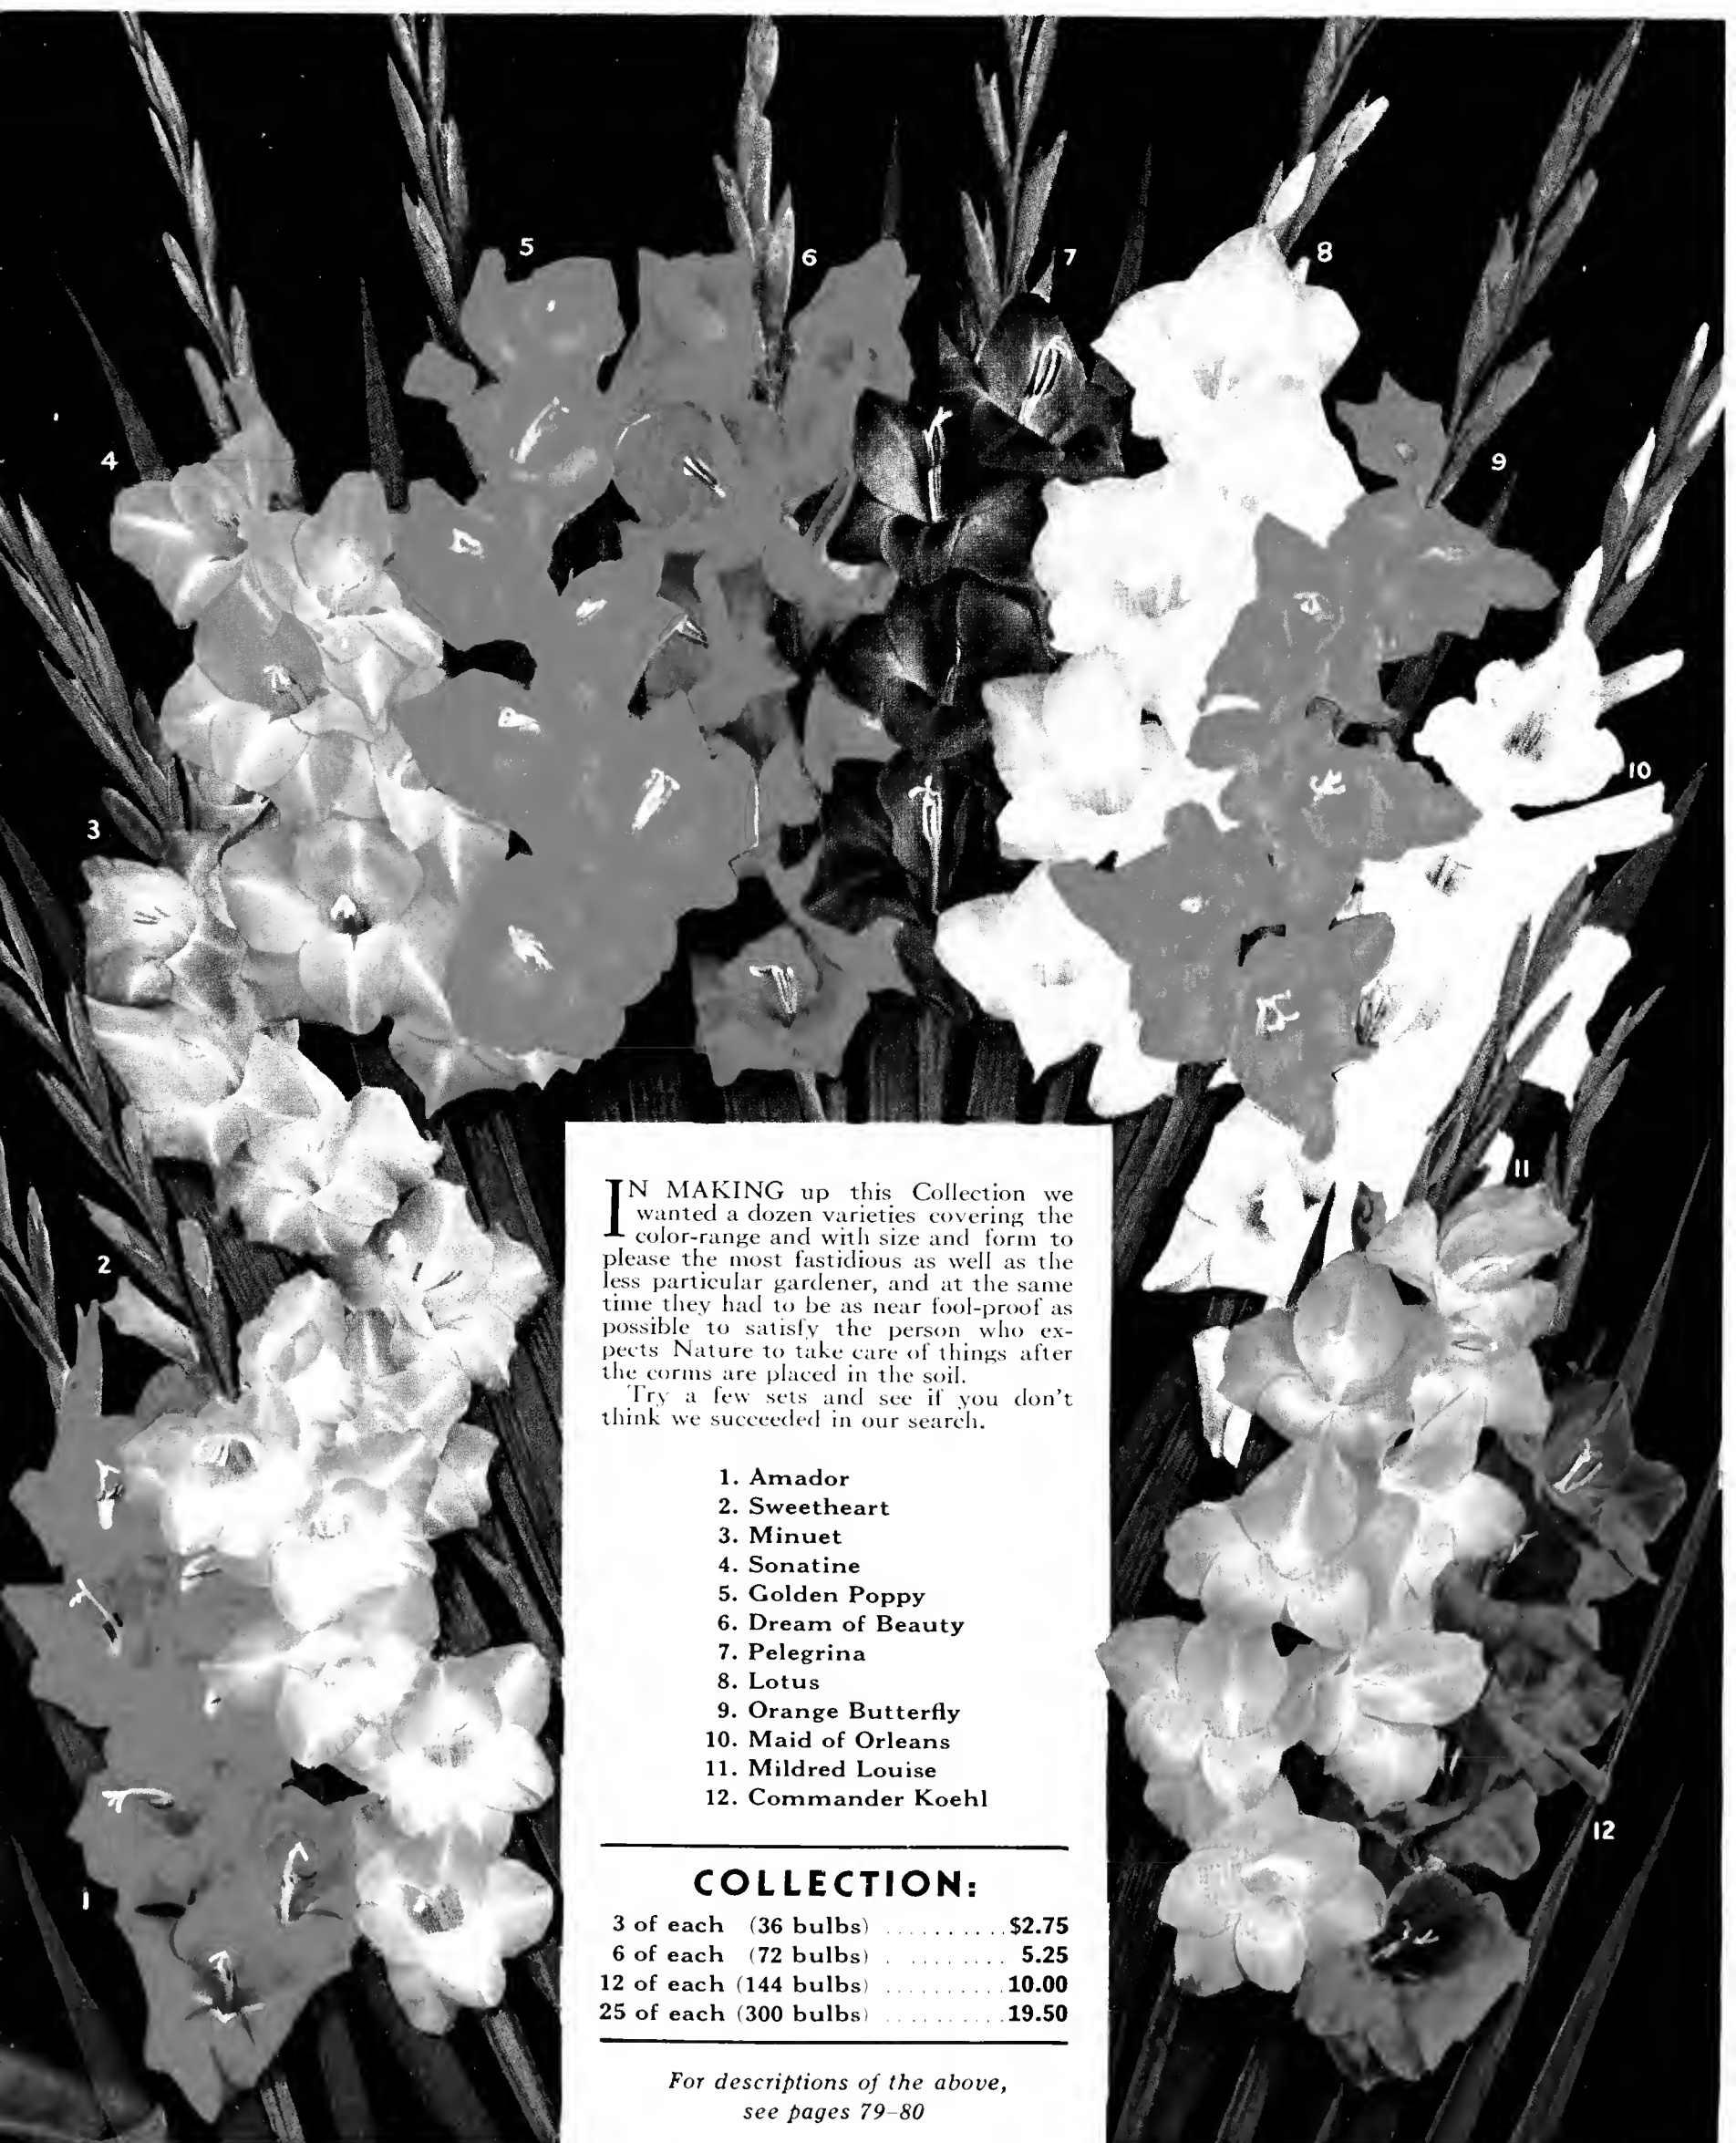 5
6
7
8
4
9
10
3
11
2
12
1
IN MAKING up this Collection we
wanted a dozen varieties covering the
color-range and with size and form to
please the most fastidious as well as the
less particular gardener, and at the same
time they had to be as near fool-proof as
possible to satisfy the person who ex-
pects Nature to take care of things after
the corms are placed in the soil.
Try a few sets and see if you don't
think we succeeded in our search.
1. Amador
2. Sweetheart
3. Minuet
4. Sonatine
5. Golden Poppy
6. Dream of Beauty
7. Pelegrina
8. Lotus
9. Orange Butterfly
10. Maid of Orleans
11. Mildred Louise
12. Commander Koehl
COLLECTION:
3 of each (36 bulbs) .......... $2.75
6 of each (72 bulbs) . ........ 5.25
12 of each (144 bulbs) .......... 10.00
25 of each (300 bulbs) .......... 19.50
For descriptions of the above,
see pages 79–80